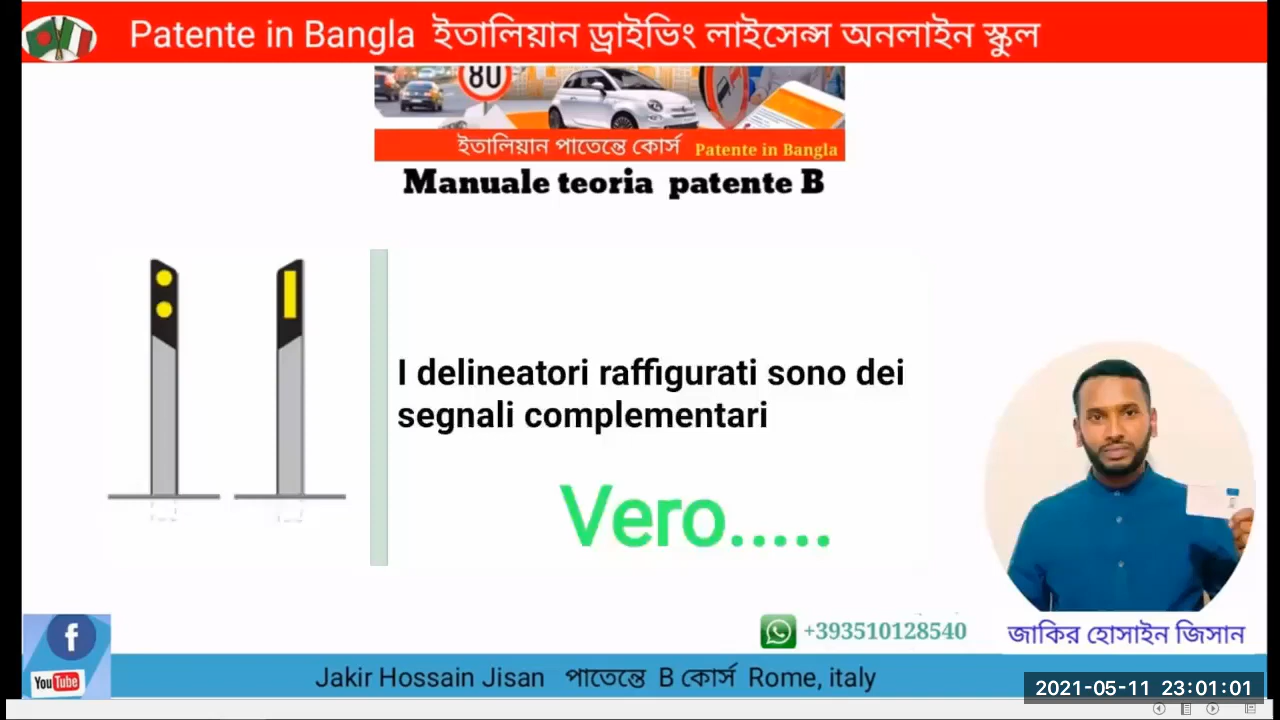 Patente in Bangla ইতালিয়ান ড্রাইভিং লাইসেন্স অনলাইন স্কুল
80
ইতালিয়ান পাতেন্তে কোর্স Patente in Bangla
Manuale teoria patente B
I delineatori raffigurati sono dei
segnali complementari
Vero.....
+393510128540
জাকির হোসাইন জিসান
f
YouTube
Jakir Hossain Jisan পাতেন্তে B কোর্স Rome, italy
2021-05-11 23:01:01